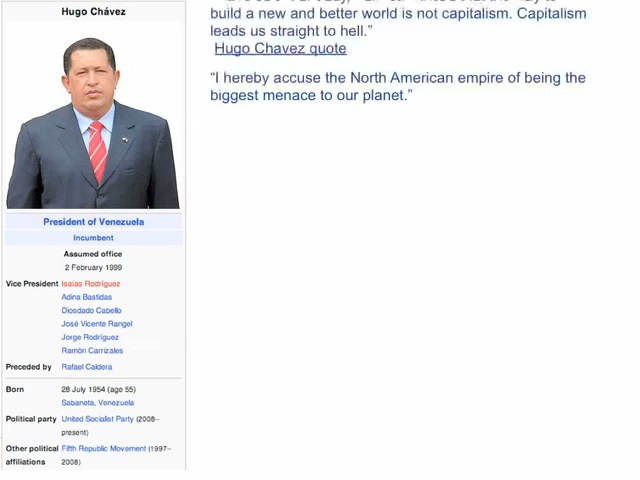 Hugo Chávez
President of Venezuela
Incumbent
Assumed office
2 February 1999
Vice President Isaías Rodríguez
Adina Bastidas
Diosdado Cabello
José Vicente Rangel
Jorge Rodríguez
Ramón Carrizales
Preceded by Rafael Caldera
Born 28 July 1954 (age 55)
Sabaneta, Venezuela
Political party United Socialist Party (2008–
present)
Other political Fifth Republic Movement (1997–
affiliations 2008)
build a new and better world is not capitalism. Capitalism
leads us straight to hell.”
Hugo Chavez quote
“I hereby accuse the North American empire of being the
biggest menace to our planet.”